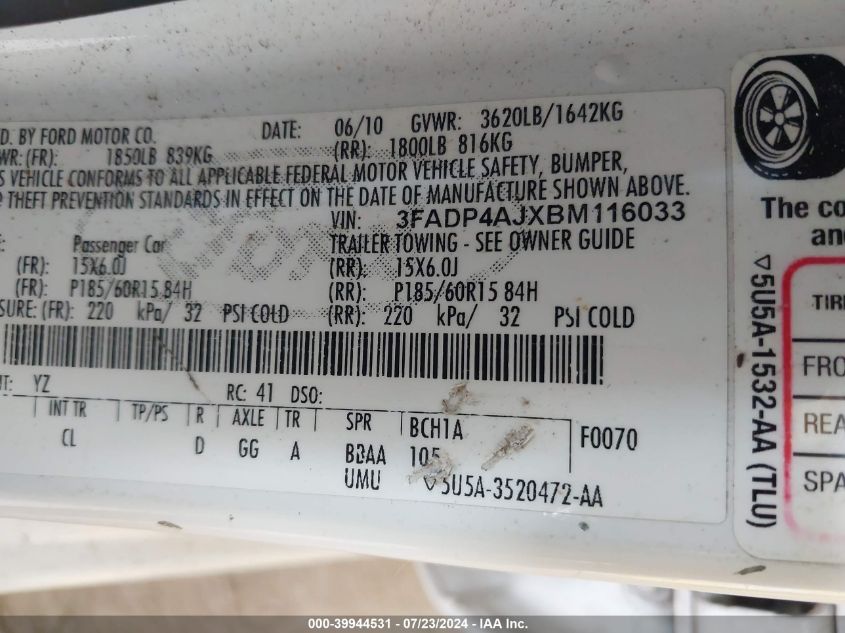 D. BY FORD MOTOR CO. DATE: 06/10 GVWR: 3620LB/1642KG
WR: (FR): 1850LB 839KG (RR): 1800LB 816KG
S VEHICLE CONFORMS TO ALL APPLICABLE FEDERAL MOTOR VEHICLE SAFETY, BUMPER,
THEFT PREVENTION STANDARDS IN EFFECT ON THE DATE OF MANUFACTURE SHOWN ABOVE.
VIN: 3FADP4AJXBM116033
E: Passenger Car TRAILER TOWING - SEE OWNER GUIDE
(FR): 15X6.0J (RR): 15X6.0J
(FR): P185/60R15 84H (RR): P185/60R15 84H
SURE: (FR): 220 kPa/ 32 PSI COLD (RR): 220 kPa/ 32 PSI COLD
NT: YZ RC: 41 DSO:
INT TR TP/PS R AXLE TR SPR BCH1A F0070
CL D GG A BBAA 105
UMU ▽5U5A-3520472-AA
The co
an
▽5U5A-1532-AA (TLU)
TIRE
FRO
REA
SPA
000-39944531 - 07/23/2024 - IAA Inc.